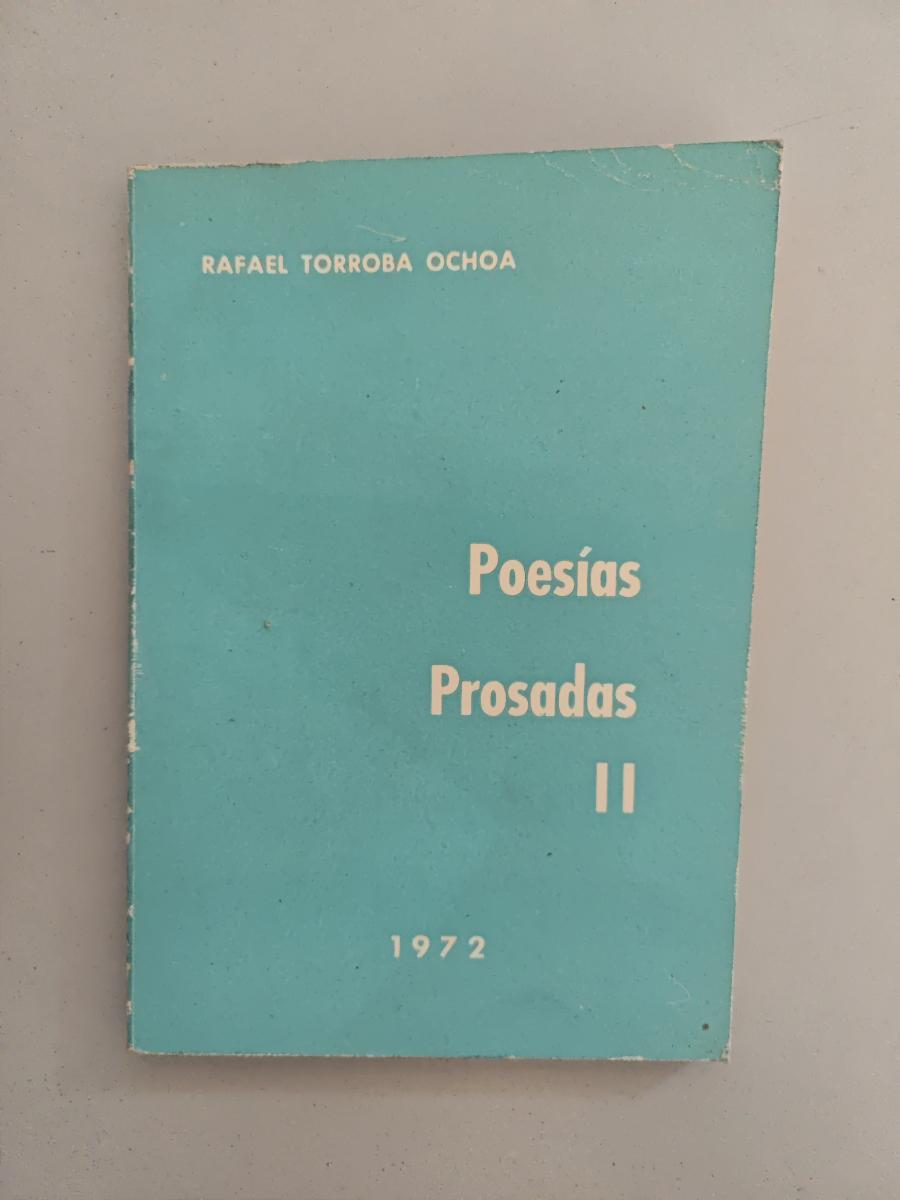 RAFAEL TORROBA OCHOA
Poesías
Prosadas
II
1972